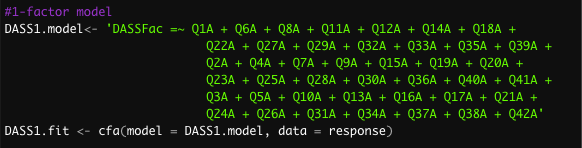 #1-factor model
DASS1.model<- 'DASSFac =~ Q1A + Q6A + Q8A + Q11A + Q12A + Q14A + Q18A +
Q22A + Q27A + Q29A + Q32A + Q33A + Q35A + Q39A +
Q2A + Q4A + Q7A + Q9A + Q15A + Q19A + Q20A +
Q23A + Q25A + Q28A + Q30A + Q36A + Q40A + Q41A +
Q3A + Q5A + Q10A + Q13A + Q16A + Q17A + Q21A +
Q24A + Q26A + Q31A + Q34A + Q37A + Q38A + Q42A'
DASS1.fit <- cfa(model = DASS1.model, data = response)